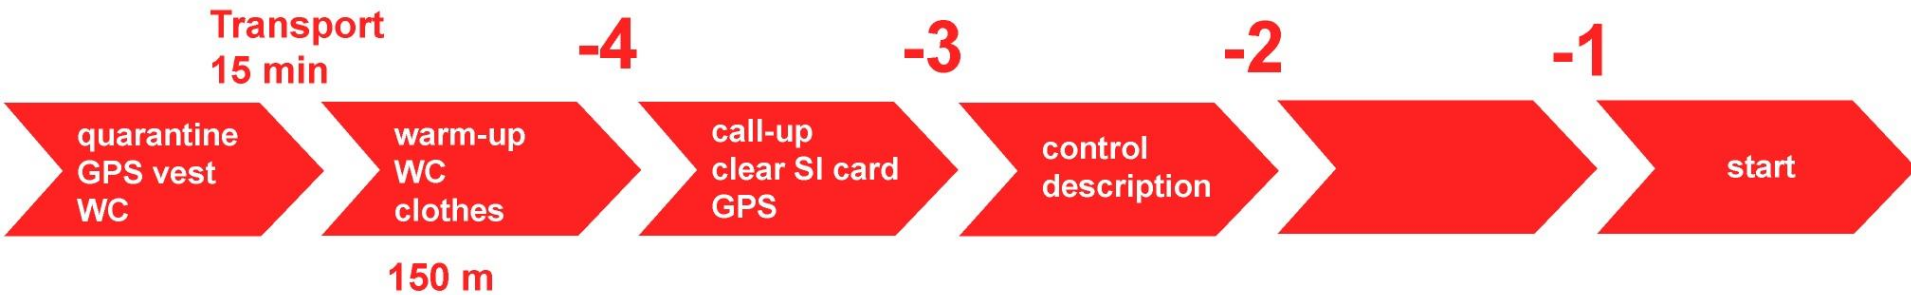 Transport
15 min
-4
-3
-2
-1
quarantine
GPS vest
WC
warm-up
WC
clothes
call-up
clear SI card
GPS
control
description
start
150 m